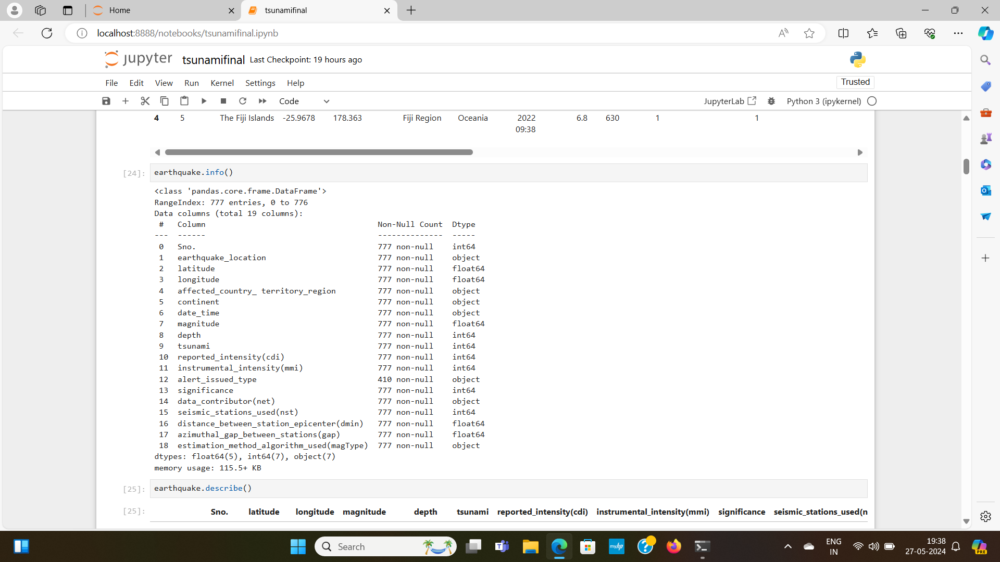 Home
tsunamifinal
localhost:8888/notebooks/tsunamifinal.ipynb
jupyter tsunamifinal Last Checkpoint: 19 hours ago
File Edit View Run Kernel Settings Help
Trusted
Code
JupyterLab
Python 3 (ipykernel)
4 5 The Fiji Islands -25.9678 178.363 Fiji Region Oceania 2022 6.8 630 1 1
09:38
[24]: earthquake.info()
<class 'pandas.core.frame.DataFrame'>
RangeIndex: 777 entries, 0 to 776
Data columns (total 19 columns):
# Column Non-Null Count Dtype
--- ------ -------------- -----
0 Sno. 777 non-null int64
1 earthquake_location 777 non-null object
2 latitude 777 non-null float64
3 longitude 777 non-null float64
4 affected_country_ territory_region 777 non-null object
5 continent 777 non-null object
6 date_time 777 non-null object
7 magnitude 777 non-null float64
8 depth 777 non-null int64
9 tsunami 777 non-null int64
10 reported_intensity(cdi) 777 non-null int64
11 instrumental_intensity(mmi) 777 non-null int64
12 alert_issued_type 410 non-null object
13 significance 777 non-null int64
14 data_contributor(net) 777 non-null object
15 seismic_stations_used(nst) 777 non-null int64
16 distance_between_station_epicenter(dmin) 777 non-null float64
17 azimuthal_gap_between_stations(gap) 777 non-null float64
18 estimation_method_algorithm_used(magType) 777 non-null object
dtypes: float64(5), int64(7), object(7)
memory usage: 115.5+ KB
[25]: earthquake.describe()
[25]: Sno. latitude longitude magnitude depth tsunami reported_intensity(cdi) instrumental_intensity(mmi) significance seismic_stations_used(n
Search
myhp
ENG
IN
19:38
27-05-2024
PRE